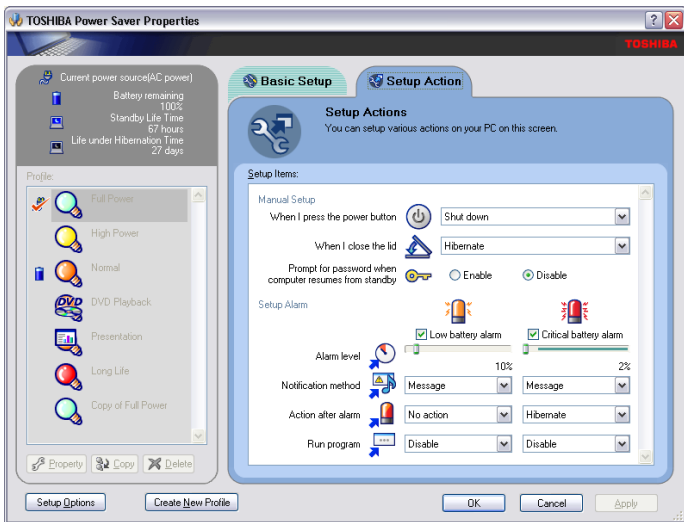 TOSHIBA Power Saver Properties
TOSHIBA
Current power source(AC power)
Battery remaining
100%
Standby Life Time
67 hours
Life under Hibernation Time
27 days
Profile:
Full Power
High Power
Normal
DVD
DVD Playback
Presentation
Long Life
Copy of Full Power
Property
Copy
Delete
Basic Setup
Setup Action
Setup Actions
You can setup various actions on your PC on this screen.
Setup Items:
Manual Setup
When I press the power button
Shut down
When I close the lid
Hibernate
Prompt for password when
computer resumes from standby
Enable
Disable
Setup Alarm
Low battery alarm
Critical battery alarm
Alarm level
10%
2%
Notification method
Message
Message
Action after alarm
No action
Hibernate
Run program
Disable
Disable
Setup Options
Create New Profile
OK
Cancel
Apply